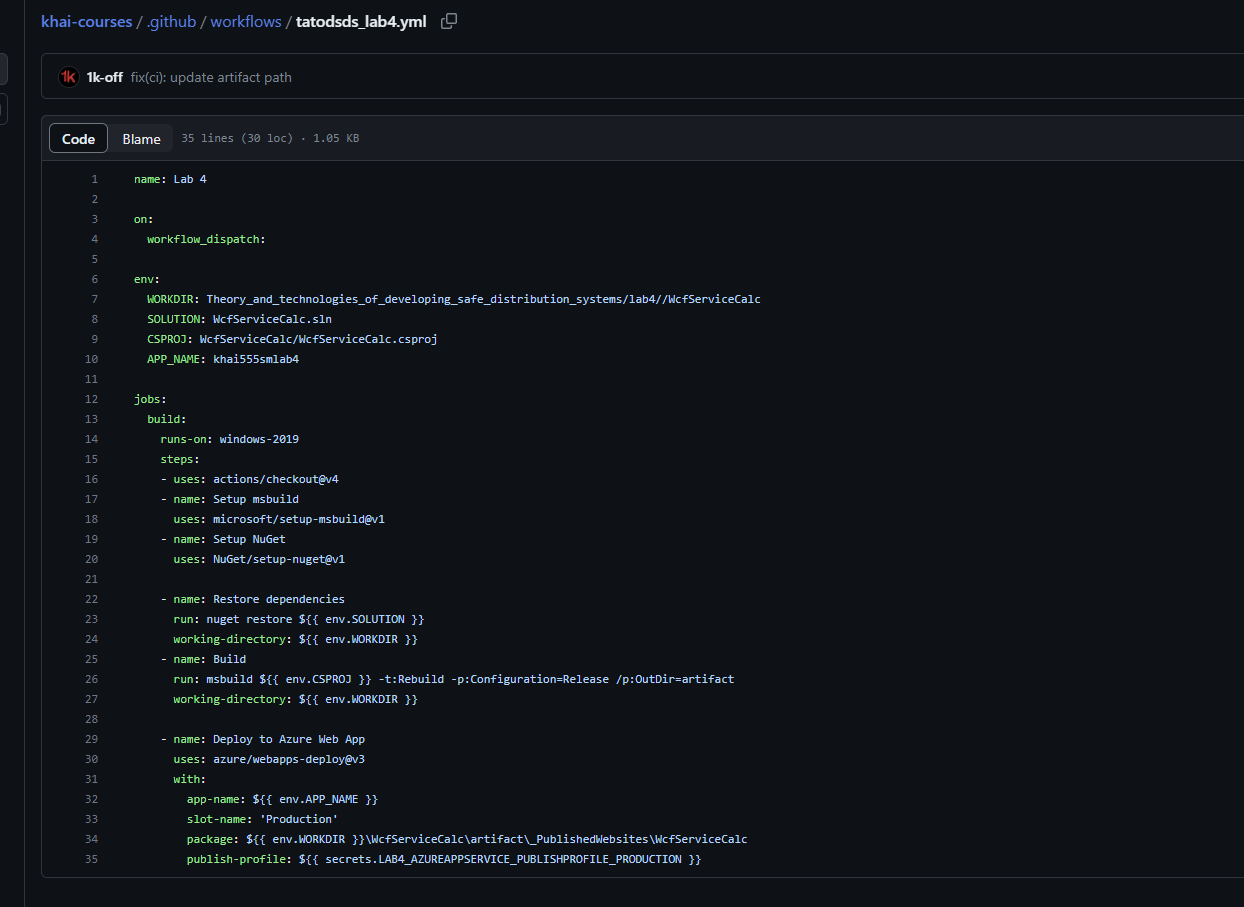 khai-courses / .github / workflows / tatodsds_lab4.yml
1k 1k-off fix(ci): update artifact path
Code Blame 35 lines (30 loc) · 1.05 KB
1 name: Lab 4
2
3 on:
4   workflow_dispatch:
5
6 env:
7   WORKDIR: Theory_and_technologies_of_developing_safe_distribution_systems/lab4//WcfServiceCalc
8   SOLUTION: WcfServiceCalc.sln
9   CSPROJ: WcfServiceCalc/WcfServiceCalc.csproj
10   APP_NAME: khai555smlab4
11
12 jobs:
13   build:
14     runs-on: windows-2019
15     steps:
16     - uses: actions/checkout@v4
17     - name: Setup msbuild
18       uses: microsoft/setup-msbuild@v1
19     - name: Setup NuGet
20       uses: NuGet/setup-nuget@v1
21
22     - name: Restore dependencies
23       run: nuget restore ${{ env.SOLUTION }}
24       working-directory: ${{ env.WORKDIR }}
25     - name: Build
26       run: msbuild ${{ env.CSPROJ }} -t:Rebuild -p:Configuration=Release /p:OutDir=artifact
27       working-directory: ${{ env.WORKDIR }}
28
29     - name: Deploy to Azure Web App
30       uses: azure/webapps-deploy@v3
31       with:
32         app-name: ${{ env.APP_NAME }}
33         slot-name: 'Production'
34         package: ${{ env.WORKDIR }}\WcfServiceCalc\artifact\_PublishedWebsites\WcfServiceCalc
35         publish-profile: ${{ secrets.LAB4_AZUREAPPSERVICE_PUBLISHPROFILE_PRODUCTION }}